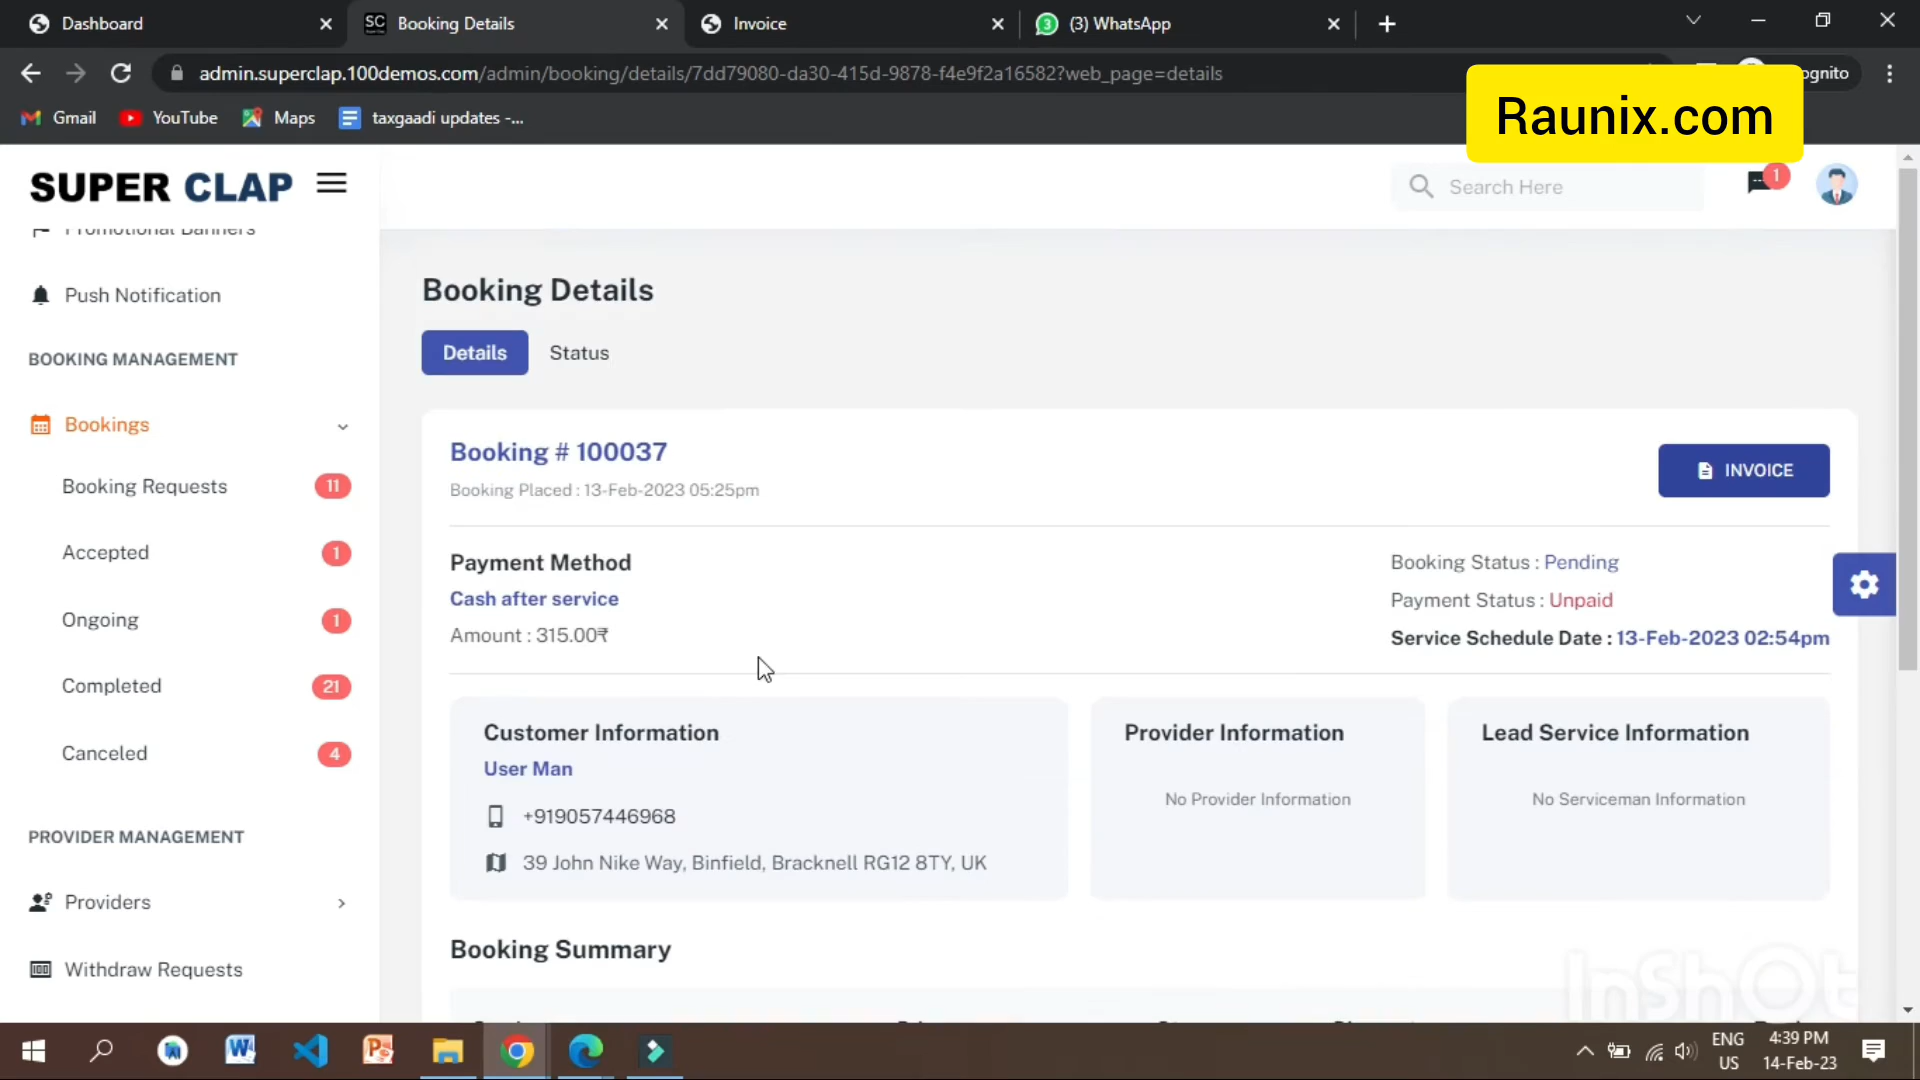 Dashboard
Booking Details
Invoice
(3) WhatsApp
admin.superclap.100demos.com/admin/booking/details/7dd79080-da30-415d-9878-f4e9f2a16582?web_page=details
ognito
Gmail
YouTube
Maps
taxgaadi updates -...
Raunix.com
SUPER CLAP
Search Here
1
Promotional Banners
Push Notification
BOOKING MANAGEMENT
Bookings
Booking Requests 11
Accepted 1
Ongoing 1
Completed 21
Canceled 4
PROVIDER MANAGEMENT
Providers
Withdraw Requests
Booking Details
Details Status
Booking # 100037
Booking Placed : 13-Feb-2023 05:25pm
INVOICE
Payment Method
Cash after service
Amount : 315.00₹
Booking Status : Pending
Payment Status : Unpaid
Service Schedule Date : 13-Feb-2023 02:54pm
Customer Information
User Man
+919057446968
39 John Nike Way, Binfield, Bracknell RG12 8TY, UK
Provider Information
No Provider Information
Lead Service Information
No Serviceman Information
Booking Summary
InShOt
ENG
US
4:39 PM
14-Feb-23